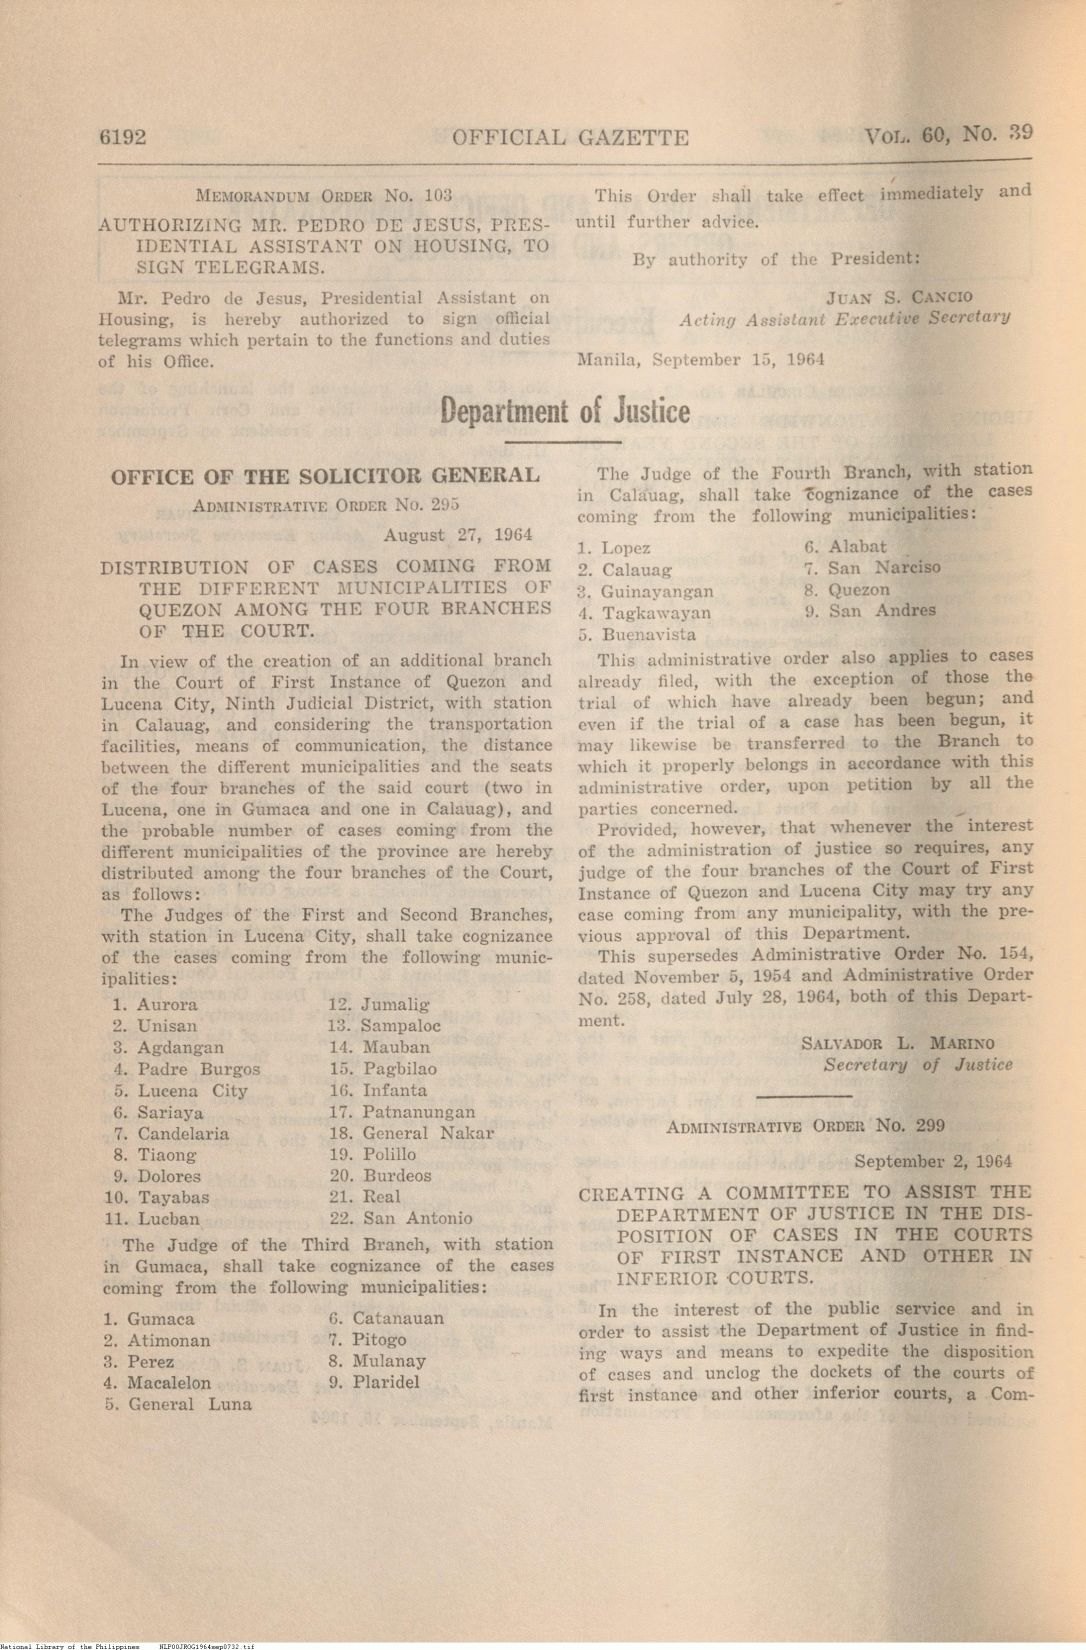 6192 OFFICIAL GAZETTE VOL. 60, No. 39
MEMORANDUM ORDER NO. 103
AUTHORIZING MR. PEDRO DE JESUS, PRES-
IDENTIAL ASSISTANT ON HOUSING, TO
SIGN TELEGRAMS.
Mr. Pedro de Jesus, Presidential Assistant on
Housing, is hereby authorized to sign official
telegrams which pertain to the functions and duties
of his Office.
This Order shall take effect immediately and
until further advice.
By authority of the President:
JUAN S. CANCIO
Acting Assistant Executive Secretary
Manila, September 15, 1964
Department of Justice
OFFICE OF THE SOLICITOR GENERAL
ADMINISTRATIVE ORDER NO. 295
August 27, 1964
DISTRIBUTION OF CASES COMING FROM
THE DIFFERENT MUNICIPALITIES OF
QUEZON AMONG THE FOUR BRANCHES
OF THE COURT.
In view of the creation of an additional branch
in the Court of First Instance of Quezon and
Lucena City, Ninth Judicial District, with station
in Calauag, and considering the transportation
facilities, means of communication, the distance
between the different municipalities and the seats
of the four branches of the said court (two in
Lucena, one in Gumaca and one in Calauag), and
the probable number of cases coming from the
different municipalities of the province are hereby
distributed among the four branches of the Court,
as follows:
The Judges of the First and Second Branches,
with station in Lucena City, shall take cognizance
of the cases coming from the following munic-
ipalities:
1. Aurora
2. Unisan
3. Agdangan
4. Padre Burgos
5. Lucena City
6. Sariaya
7. Candelaria
8. Tiaong
9. Dolores
10. Tayabas
11. Lucban
12. Jumalig
13. Sampaloc
14. Mauban
15. Pagbilao
16. Infanta
17. Patnanungan
18. General Nakar
19. Polillo
20. Burdeos
21. Real
22. San Antonio
The Judge of the Third Branch, with station
in Gumaca, shall take cognizance of the cases
coming from the following municipalities:
1. Gumaca
2. Atimonan
3. Perez
4. Macalelon
5. General Luna
6. Catanauan
7. Pitogo
8. Mulanay
9. Plaridel
The Judge of the Fourth Branch, with station
in Calauag, shall take cognizance of the cases
coming from the following municipalities:
1. Lopez
2. Calauag
3. Guinayangan
4. Tagkawayan
5. Buenavista
6. Alabat
7. San Narciso
8. Quezon
9. San Andres
This administrative order also applies to cases
already filed, with the exception of those the
trial of which have already been begun; and
even if the trial of a case has been begun, it
may likewise be transferred to the Branch to
which it properly belongs in accordance with this
administrative order, upon petition by all the
parties concerned.
Provided, however, that whenever the interest
of the administration of justice so requires, any
judge of the four branches of the Court of First
Instance of Quezon and Lucena City may try any
case coming from any municipality, with the pre-
vious approval of this Department.
This supersedes Administrative Order No. 154,
dated November 5, 1954 and Administrative Order
No. 258, dated July 28, 1964, both of this Depart-
ment.
SALVADOR L. MARINO
Secretary of Justice
ADMINISTRATIVE ORDER NO. 299
September 2, 1964
CREATING A COMMITTEE TO ASSIST THE
DEPARTMENT OF JUSTICE IN THE DIS-
POSITION OF CASES IN THE COURTS
OF FIRST INSTANCE AND OTHER IN
INFERIOR COURTS.
In the interest of the public service and in
order to assist the Department of Justice in find-
ing ways and means to expedite the disposition
of cases and unclog the dockets of the courts of
first instance and other inferior courts, a Com-
National Library of the Philippines NLP00JROG1964sep0732.tif